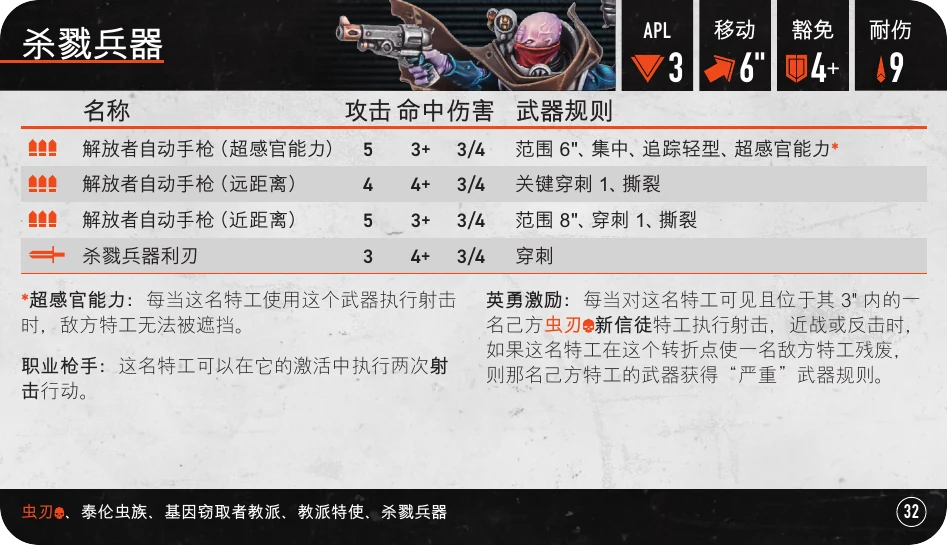 杀戮兵器
APL 移动 豁免 耐伤
3 6" 4+ 9
名称 攻击 命中 伤害 武器规则
解放者自动手枪（超感官能力） 5 3+ 3/4 范围 6"、集中、追踪轻型、超感官能力*
解放者自动手枪（远距离） 4 4+ 3/4 关键穿刺 1、撕裂
解放者自动手枪（近距离） 5 3+ 3/4 范围 8"、穿刺 1、撕裂
杀戮兵器利刃 3 4+ 3/4 穿刺
*超感官能力：每当这名特工使用这个武器执行射击
时，敌方特工无法被遮挡。
职业枪手：这名特工可以在它的激活中执行两次射
击行动。
英勇激励：每当对这名特工可见且位于其 3" 内的一
名己方虫刃新信徒特工执行射击，近战或反击时，
如果这名特工在这个转折点使一名敌方特工残废，
则那名己方特工的武器获得“严重”武器规则。
虫刃、泰伦虫族、基因窃取者教派、教派特使、杀戮兵器
32